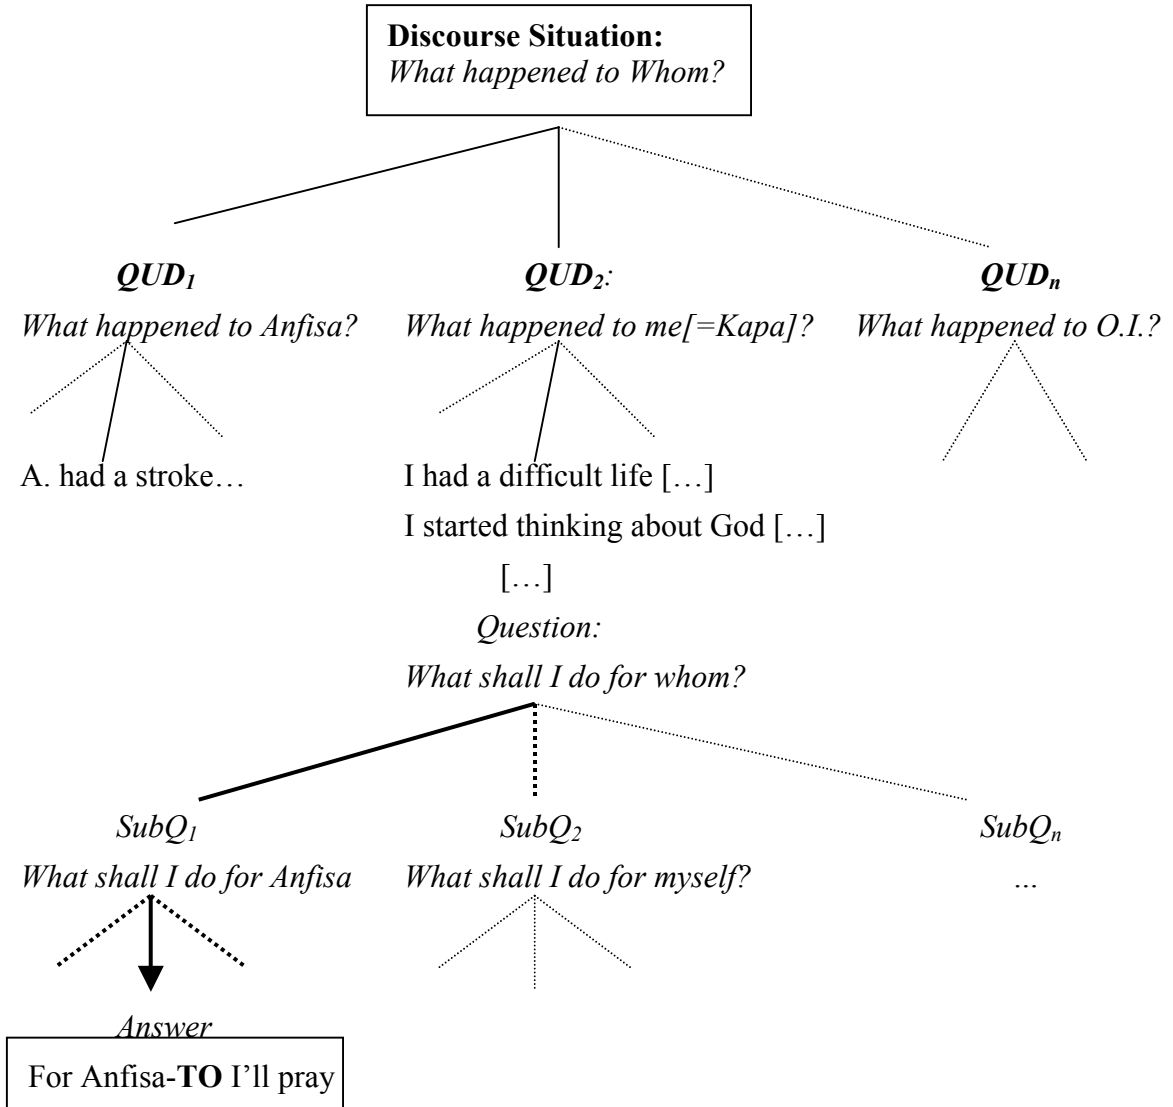 Discourse Situation:
What happened to Whom?
QUD1 QUD2: QUDn
What happened to Anfisa? What happened to me[=Kapa]? What happened to O.I.?
A. had a stroke… I had a difficult life […]
I started thinking about God […]
[…]
Question:
What shall I do for whom?
SubQ1 SubQ2 SubQn
What shall I do for Anfisa What shall I do for myself? ...
Answer
For Anfisa-TO I'll pray